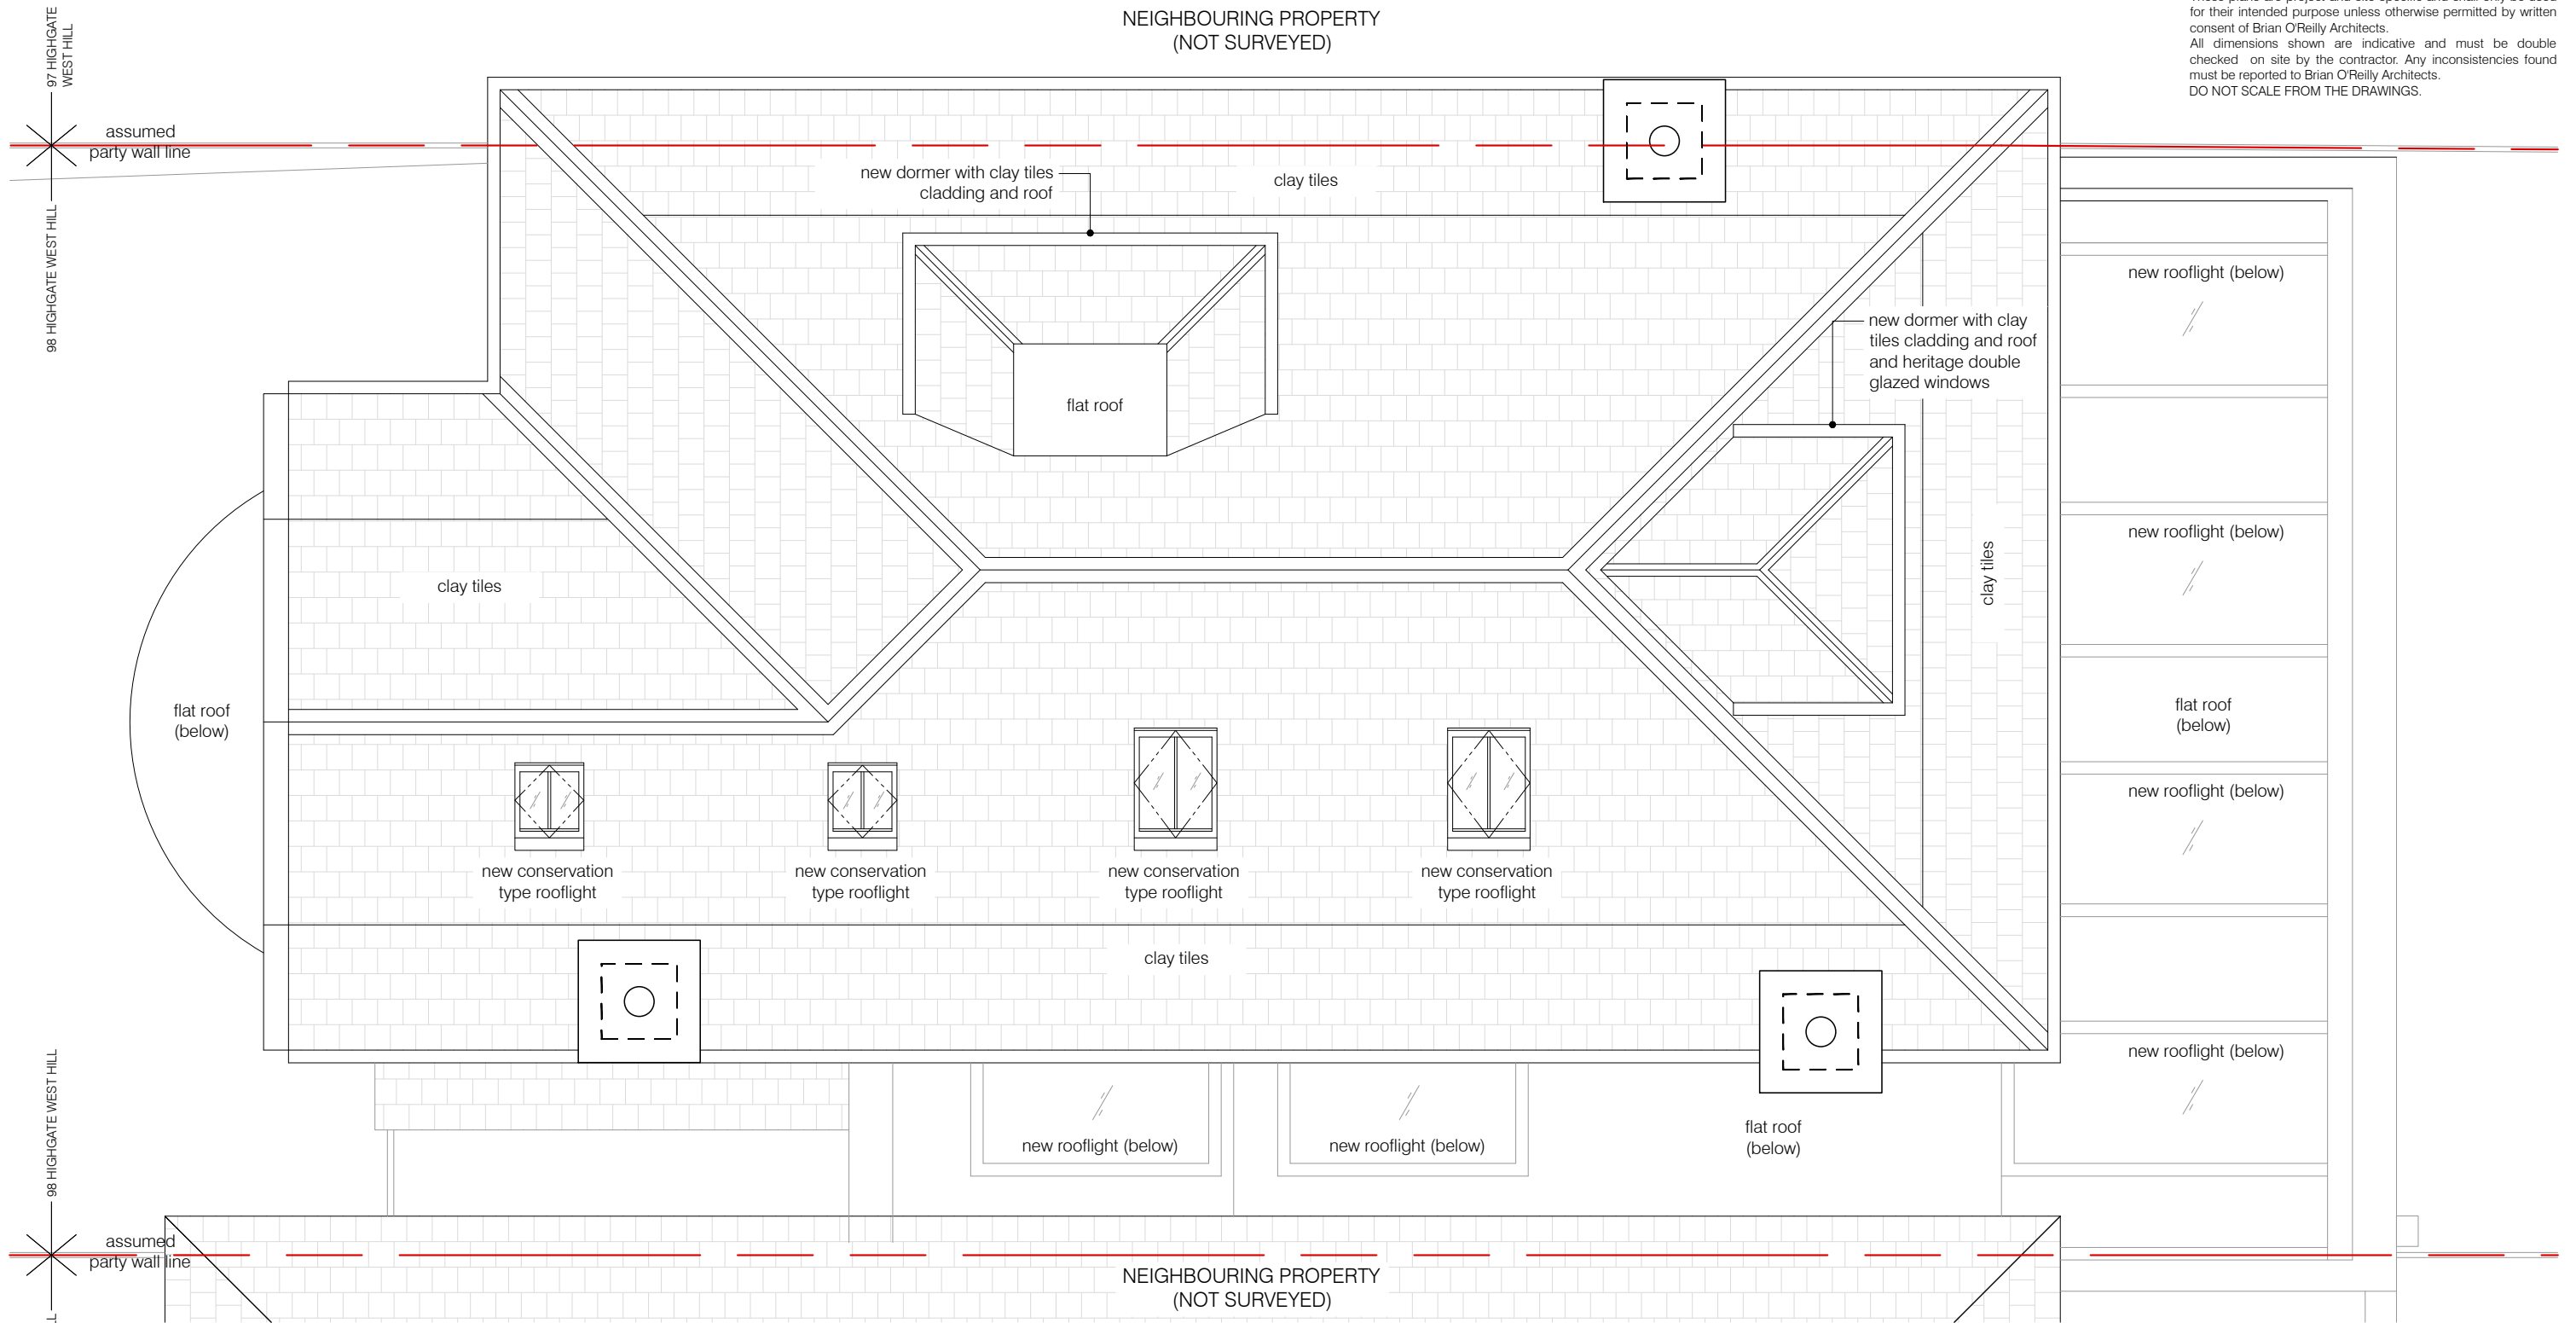 NEIGHBOURING PROPERTY
(NOT SURVEYED)
for their intended purpose unless otherwise permitted by written
consent of Brian O'Reilly Architects.
All dimensions shown are indicative and must be double
checked on site by the contractor. Any inconsistencies found
must be reported to Brian O'Reilly Architects.
DO NOT SCALE FROM THE DRAWINGS.
97 HIGHGATE
WEST HILL
assumed
party wall line
98 HIGHGATE WEST HILL
new dormer with clay tiles
cladding and roof
clay tiles
new rooflight (below)
new dormer with clay
tiles cladding and roof
and heritage double
glazed windows
flat roof
new rooflight (below)
clay tiles
clay tiles
flat roof
(below)
flat roof
(below)
new rooflight (below)
new conservation
type rooflight
new conservation
type rooflight
new conservation
type rooflight
new conservation
type rooflight
clay tiles
new rooflight (below)
98 HIGHGATE WEST HILL
new rooflight (below)
new rooflight (below)
flat roof
(below)
assumed
party wall line
NEIGHBOURING PROPERTY
(NOT SURVEYED)